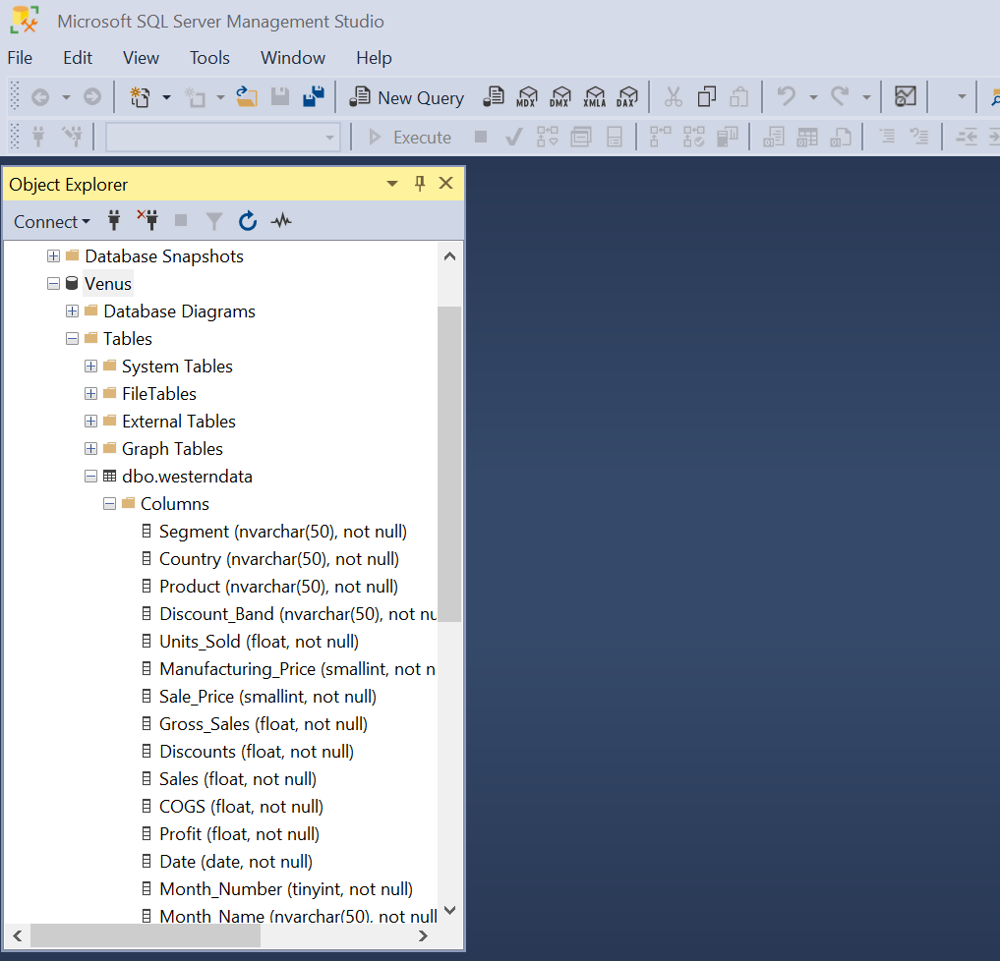 Microsoft SQL Server Management Studio
File Edit View Tools Window Help
New Query MDX DMX XMLA DAX
Execute
Object Explorer
Connect
Database Snapshots
Venus
Database Diagrams
Tables
System Tables
FileTables
External Tables
Graph Tables
dbo.westerndata
Columns
Segment (nvarchar(50), not null)
Country (nvarchar(50), not null)
Product (nvarchar(50), not null)
Discount_Band (nvarchar(50), not nu
Units_Sold (float, not null)
Manufacturing_Price (smallint, not n
Sale_Price (smallint, not null)
Gross_Sales (float, not null)
Discounts (float, not null)
Sales (float, not null)
COGS (float, not null)
Profit (float, not null)
Date (date, not null)
Month_Number (tinyint, not null)
Month_Name (nvarchar(50), not null